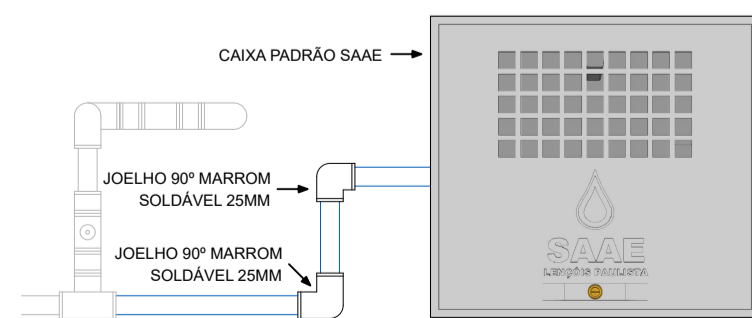 CAIXA PADRÃO SAAE
JOELHO 90º MARROM
SOLDÁVEL 25MM
JOELHO 90º MARROM
SOLDÁVEL 25MM
SAAE
LENÇÓIS PAULISTA